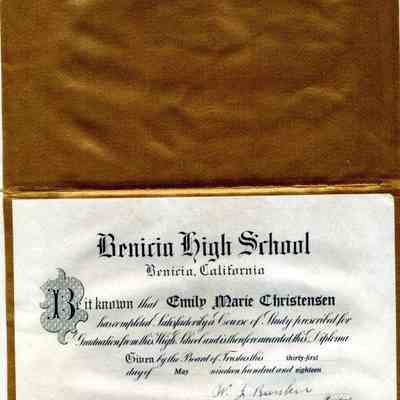 Benicia High School
Benicia, California
Be it known that Emily Marie Christensen
has completed Satisfactorily a Course of Study prescribed for
Graduation from this High School and is therefore awarded this Diploma
Given by the Board of Trustees this thirty-first
day of May nineteen hundred and eighteen
W. J.